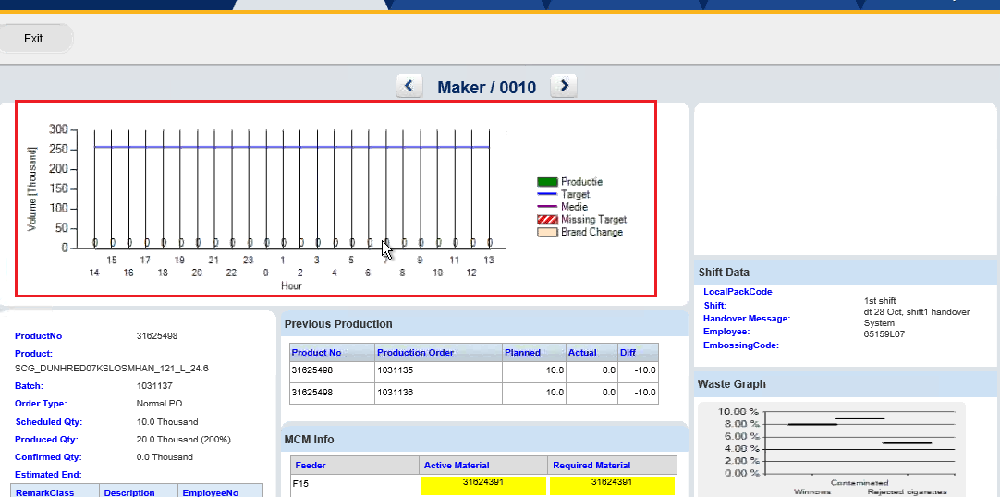 Exit
Maker / 0010
300
250
200
150
100
50
0
Volume [Thousand]
0 0 0 0 0 0 0 0 0 0 0 0 0 0 0 0 0 0 0 0 0 0 0 0
15 17 19 21 23 1 3 5 7 9 11 13
14 16 18 20 22 0 2 4 6 8 10 12
Hour
Productie
Target
Medie
Missing Target
Brand Change
ProductNo 31625498
Product:
SCG_DUNHRED07KSLOSMHAN_121_L_24.6
Batch: 1031137
Order Type: Normal PO
Scheduled Qty: 10.0 Thousand
Produced Qty: 20.0 Thousand (200%)
Confirmed Qty: 0.0 Thousand
Estimated End:
RemarkClass Description EmployeeNo
Previous Production
Product No Production Order Planned Actual Diff
31625498 1031135 10.0 0.0 -10.0
31625498 1031136 10.0 0.0 -10.0
MCM Info
Feeder Active Material Required Material
F15 31624391 31624391
Shift Data
LocalPackCode
Shift: 1st shift
Handover Message: dt 28 Oct, shift1 handover
Employee: System
EmbossingCode: 65159L67
Waste Graph
10.00 %
8.00 %
6.00 %
4.00 %
2.00 %
0.00 %
Contaminated
Winnows Rejected cigarettes